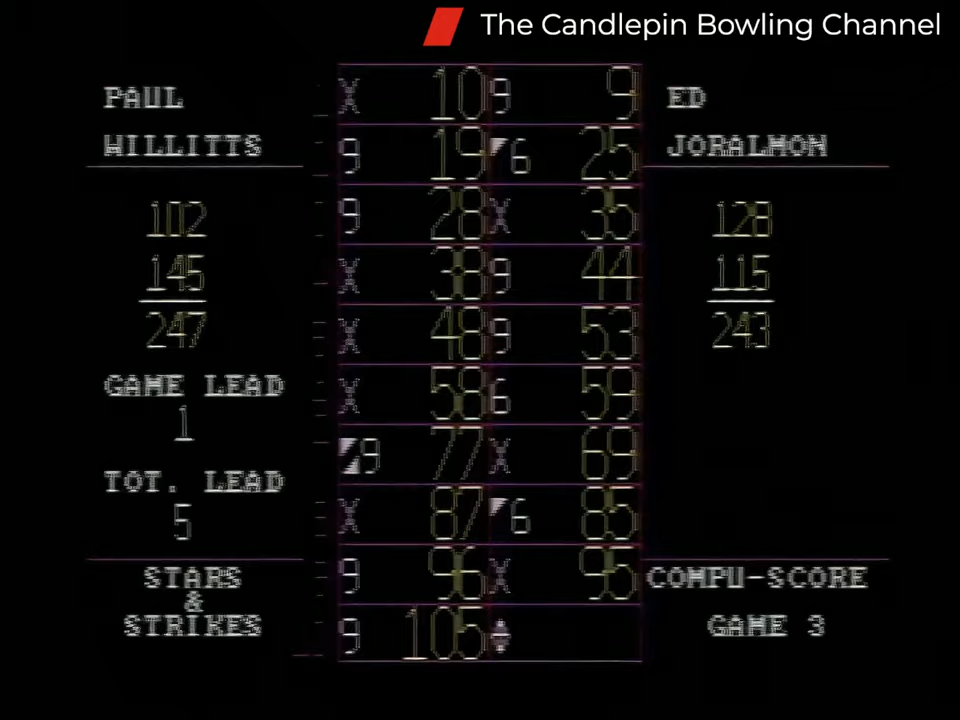 The Candlepin Bowling Channel
PAUL
WILLITTS
102
145
247
GAME LEAD
1
TOT. LEAD
5
STARS
&
STRIKES
X 10 9 9
9 19 6 25
9 28 X 35
X 38 9 44
X 48 9 53
X 58 6 59
9 77 X 69
X 87 6 85
9 96 X 95
9 105
ED
JORALMON
128
115
243
COMPU-SCORE
GAME 3